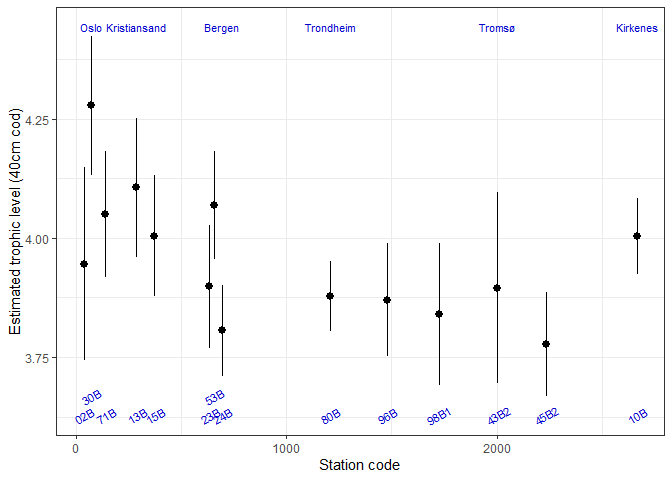 Oslo Kristiansand Bergen Trondheim Tromsø Kirkenes
4.25
4.00
3.75
Estimated trophic level (40cm cod)
30B 53B
02B 71B 13B 15B 23B 24B 80B 96B 98B1 43B2 45B2 10B
0 1000 2000
Station code